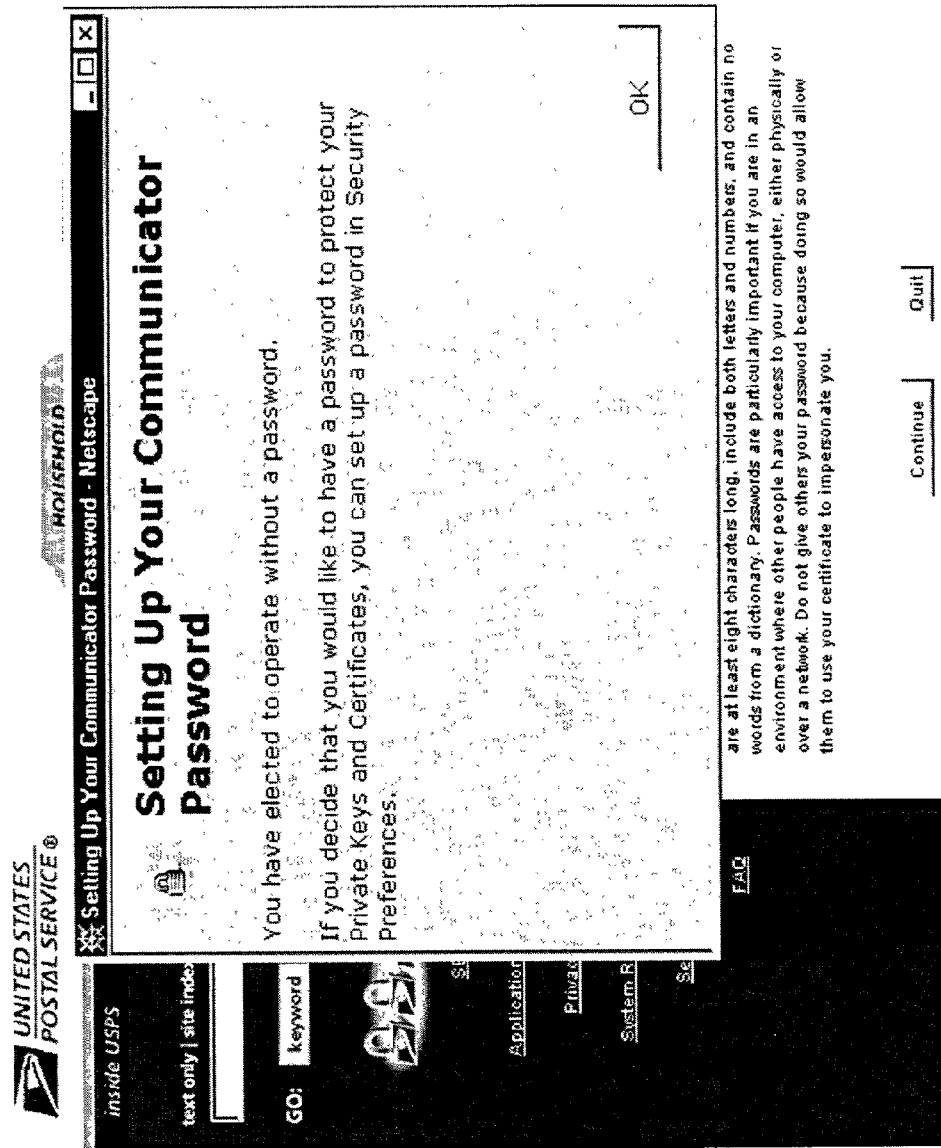 UNITED STATES
POSTAL SERVICE ®
HOUSEHOLD
inside USPS
text only | site index
GO: keyword
Application
Privac
System R
Se
FAQ
Setting Up Your Communicator Password - Netscape
Setting Up Your Communicator
Password
You have elected to operate without a password.
If you decide that you would like to have a password to protect your
Private Keys and Certificates, you can set up a password in Security
Preferences.
OK
are at least eight characters long, include both letters and numbers, and contain no
words from a dictionary. Passwords are particularly important if you are in an
environment where other people have access to your computer, either physically or
over a network. Do not give others your password because doing so would allow
them to use your certificate to impersonate you.
Continue Quit